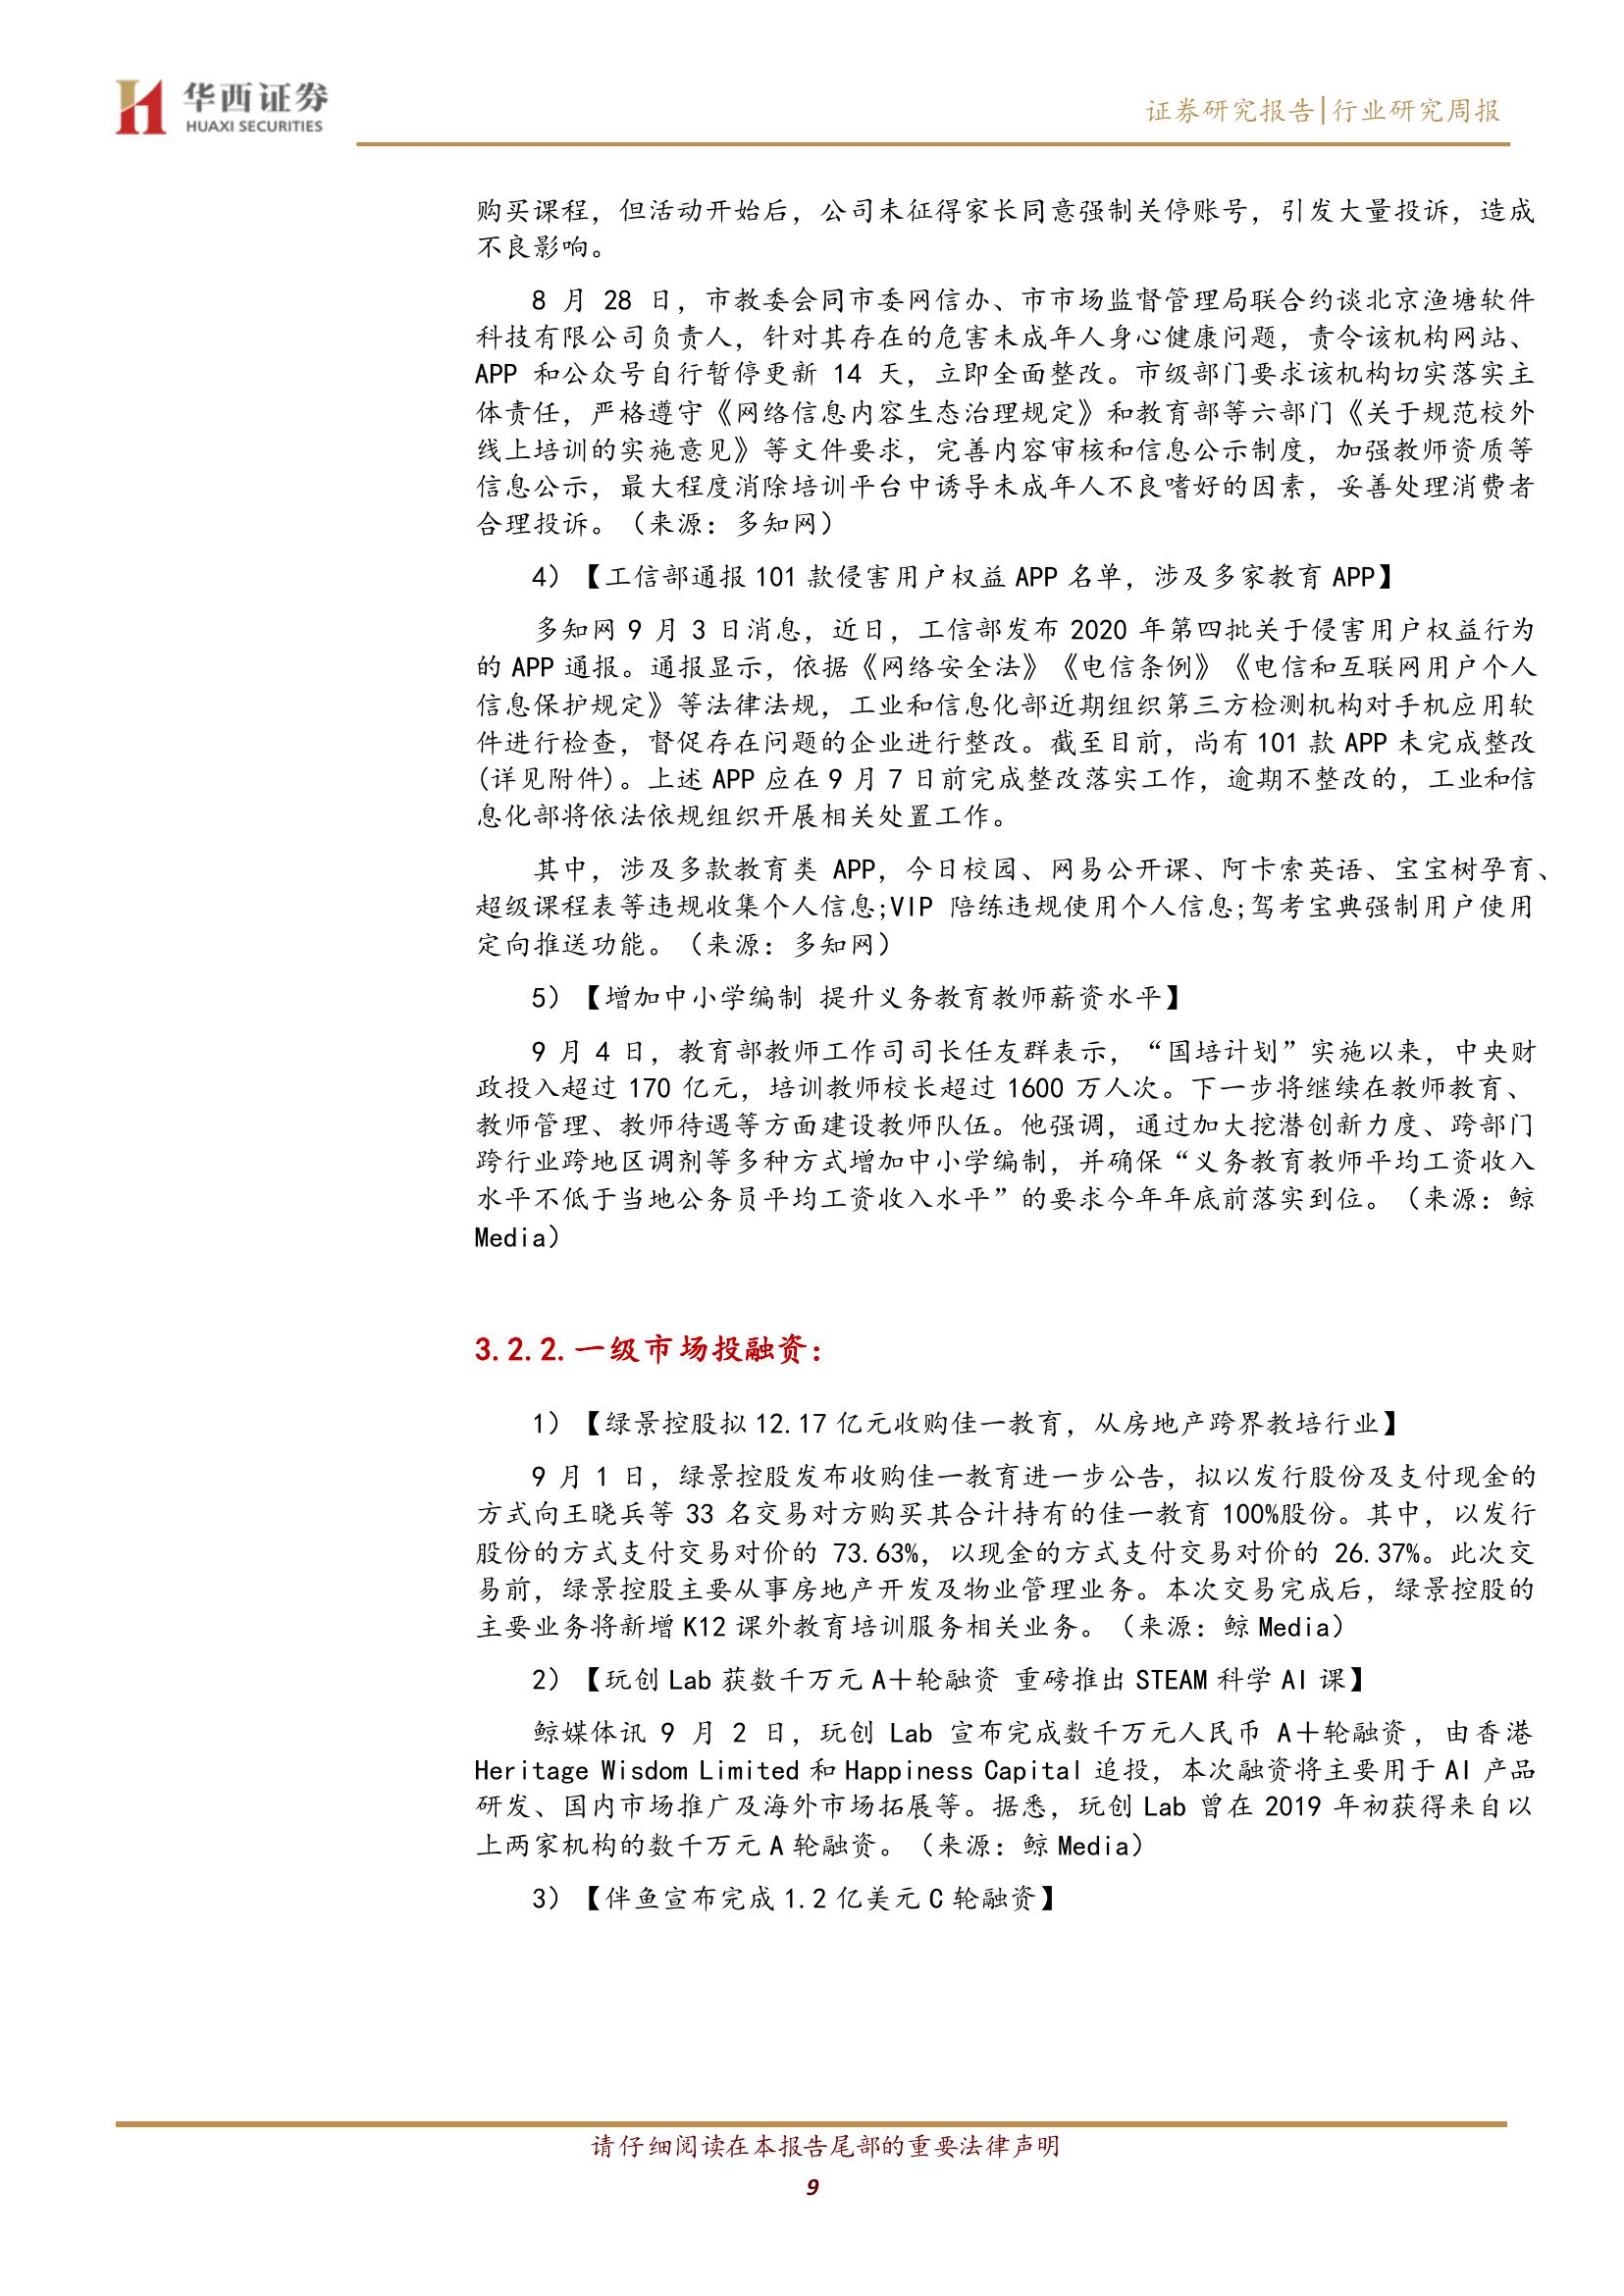 华西证券
HUAXI SECURITIES
证券研究报告|行业研究周报
购买课程，但活动开始后，公司未征得家长同意强制关停账号，引发大量投诉，造成
不良影响。
8 月 28 日，市教委会同市委网信办、市市场监督管理局联合约谈北京渔塘软件
科技有限公司负责人，针对其存在的危害未成年人身心健康问题，责令该机构网站、
APP 和公众号自行暂停更新 14 天，立即全面整改。市级部门要求该机构切实落实主
体责任，严格遵守《网络信息内容生态治理规定》和教育部等六部门《关于规范校外
线上培训的实施意见》等文件要求，完善内容审核和信息公示制度，加强教师资质等
信息公示，最大程度消除培训平台中诱导未成年人不良嗜好的因素，妥善处理消费者
合理投诉。（来源：多知网）
4）【工信部通报 101 款侵害用户权益 APP 名单，涉及多家教育 APP】
多知网 9 月 3 日消息，近日，工信部发布 2020 年第四批关于侵害用户权益行为
的 APP 通报。通报显示，依据《网络安全法》《电信条例》《电信和互联网用户个人
信息保护规定》等法律法规，工业和信息化部近期组织第三方检测机构对手机应用软
件进行检查，督促存在问题的企业进行整改。截至目前，尚有 101 款 APP 未完成整改
(详见附件)。上述 APP 应在 9 月 7 日前完成整改落实工作，逾期不整改的，工业和信
息化部将依法依规组织开展相关处置工作。
其中，涉及多款教育类 APP，今日校园、网易公开课、阿卡索英语、宝宝树孕育、
超级课程表等违规收集个人信息;VIP 陪练违规使用个人信息;驾考宝典强制用户使用
定向推送功能。（来源：多知网）
5）【增加中小学编制 提升义务教育教师薪资水平】
9 月 4 日，教育部教师工作司司长任友群表示，“国培计划”实施以来，中央财
政投入超过 170 亿元，培训教师校长超过 1600 万人次。下一步将继续在教师教育、
教师管理、教师待遇等方面建设教师队伍。他强调，通过加大挖潜创新力度、跨部门
跨行业跨地区调剂等多种方式增加中小学编制，并确保“义务教育教师平均工资收入
水平不低于当地公务员平均工资收入水平”的要求今年年底前落实到位。（来源：鲸
Media）
3.2.2.一级市场投融资：
1）【绿景控股拟 12.17 亿元收购佳一教育，从房地产跨界教培行业】
9 月 1 日，绿景控股发布收购佳一教育进一步公告，拟以发行股份及支付现金的
方式向王晓兵等 33 名交易对方购买其合计持有的佳一教育 100%股份。其中，以发行
股份的方式支付交易对价的 73.63%，以现金的方式支付交易对价的 26.37%。此次交
易前，绿景控股主要从事房地产开发及物业管理业务。本次交易完成后，绿景控股的
主要业务将新增 K12 课外教育培训服务相关业务。（来源：鲸 Media）
2）【玩创 Lab 获数千万元 A＋轮融资 重磅推出 STEAM 科学 AI 课】
鲸媒体讯 9 月 2 日，玩创 Lab 宣布完成数千万元人民币 A＋轮融资，由香港
Heritage Wisdom Limited 和 Happiness Capital 追投，本次融资将主要用于 AI 产品
研发、国内市场推广及海外市场拓展等。据悉，玩创 Lab 曾在 2019 年初获得来自以
上两家机构的数千万元 A 轮融资。（来源：鲸 Media）
3）【伴鱼宣布完成 1.2 亿美元 C 轮融资】
请仔细阅读在本报告尾部的重要法律声明
9